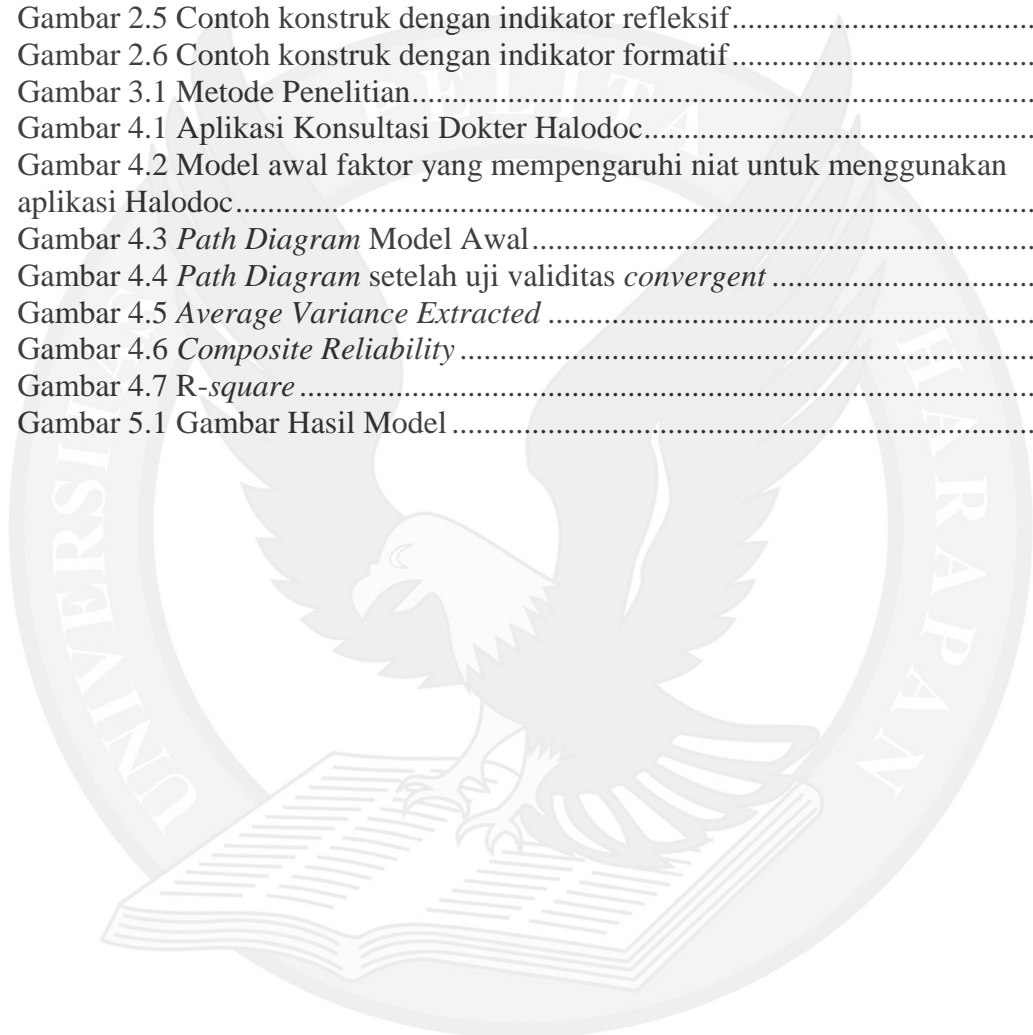 Gambar 2.5 Contoh konstruk dengan indikator refleksif
Gambar 2.6 Contoh konstruk dengan indikator formatif
Gambar 3.1 Metode Penelitian
Gambar 4.1 Aplikasi Konsultasi Dokter Halodoc
Gambar 4.2 Model awal faktor yang mempengaruhi niat untuk menggunakan
aplikasi Halodoc
Gambar 4.3 Path Diagram Model Awal
Gambar 4.4 Path Diagram setelah uji validitas convergent
Gambar 4.5 Average Variance Extracted
Gambar 4.6 Composite Reliability
Gambar 4.7 R-square
Gambar 5.1 Gambar Hasil Model
UNIVERSITAS PELITA HARAPAN